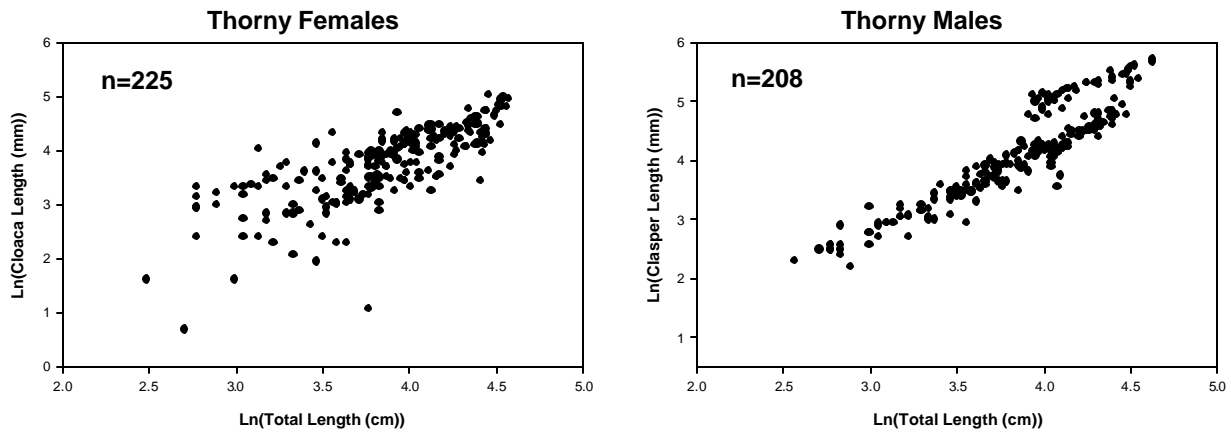 Thorny Females
n=225
Ln(Cloaca Length (mm))
6
5
4
3
2
1
0
2.0 2.5 3.0 3.5 4.0 4.5 5.0
Ln(Total Length (cm))
Thorny Males
n=208
Ln(Clasper Length (mm))
6
5
4
3
2
1
2.0 2.5 3.0 3.5 4.0 4.5 5.0
Ln(Total Length (cm))